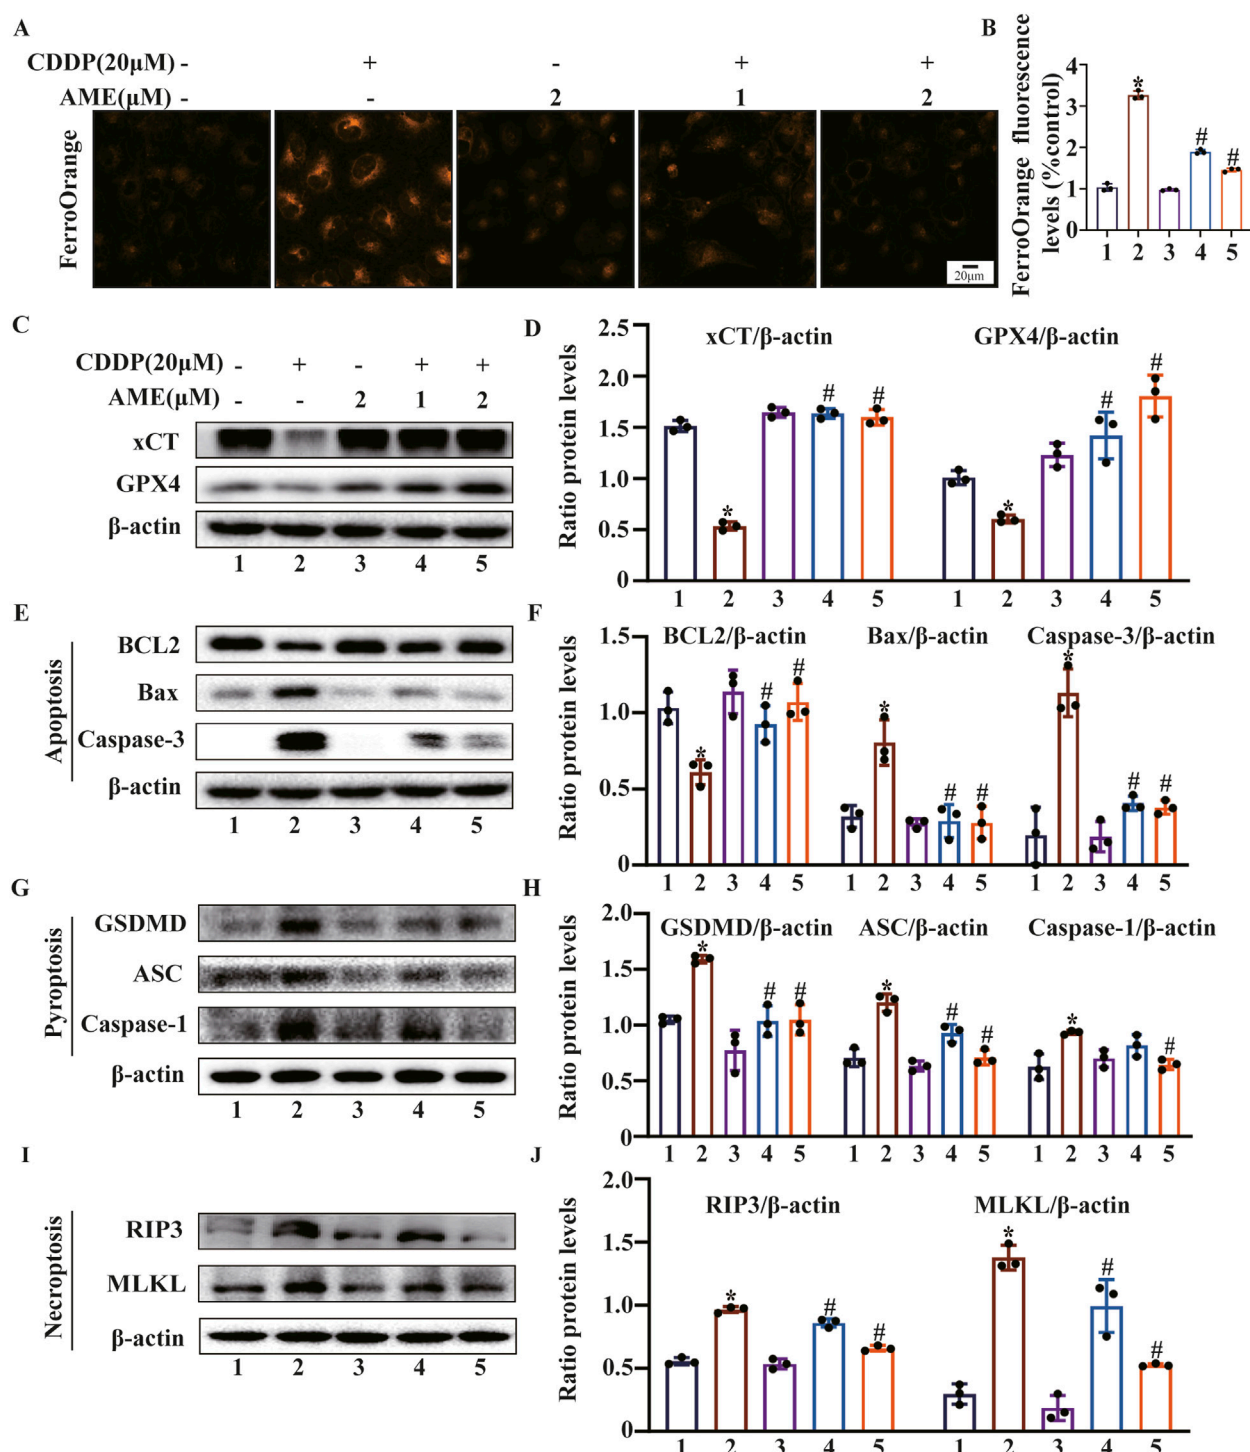 A
CDDP(20μM) - + - + +
AME(μM) - - 2 1 2
FerroOrange
20μm
B
FerroOrange fluorescence
levels (%control)
4
3
2
1
0
* # #
1 2 3 4 5
C
CDDP(20μM) - + - + +
AME(μM) - - 2 1 2
xCT
GPX4
β-actin
1 2 3 4 5
D
Ratio protein levels
2.5
2.0
1.5
1.0
0.5
0
xCT/β-actin GPX4/β-actin
* # # * # #
1 2 3 4 5 1 2 3 4 5
E
Apoptosis
BCL2
Bax
Caspase-3
β-actin
1 2 3 4 5
F
Ratio protein levels
1.5
1.0
0.5
0
BCL2/β-actin Bax/β-actin Caspase-3/β-actin
* # # * # # * # #
1 2 3 4 5 1 2 3 4 5 1 2 3 4 5
G
Pyroptosis
GSDMD
ASC
Caspase-1
β-actin
1 2 3 4 5
H
Ratio protein levels
2.0
1.5
1.0
0.5
0
GSDMD/β-actin ASC/β-actin Caspase-1/β-actin
* # # * # # * #
1 2 3 4 5 1 2 3 4 5 1 2 3 4 5
I
Necroptosis
RIP3
MLKL
β-actin
1 2 3 4 5
J
Ratio protein levels
2.0
1.5
1.0
0.5
0
RIP3/β-actin MLKL/β-actin
* # # * # #
1 2 3 4 5 1 2 3 4 5